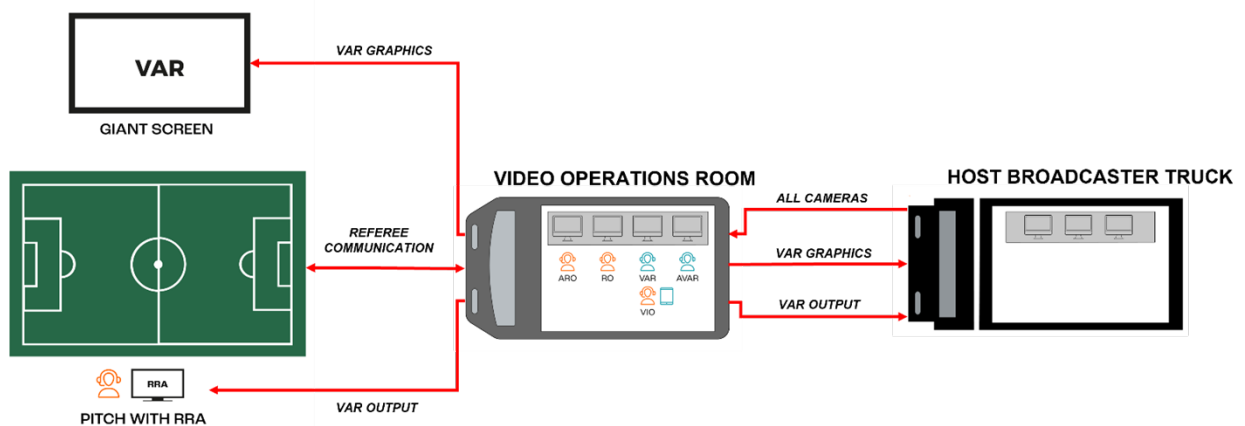 VAR
GIANT SCREEN
VAR GRAPHICS
REFEREE
COMMUNICATION
RRA
PITCH WITH RRA
VAR OUTPUT
VIDEO OPERATIONS ROOM
ARO
RO
VAR
AVAR
VIO
ALL CAMERAS
VAR GRAPHICS
VAR OUTPUT
HOST BROADCASTER TRUCK